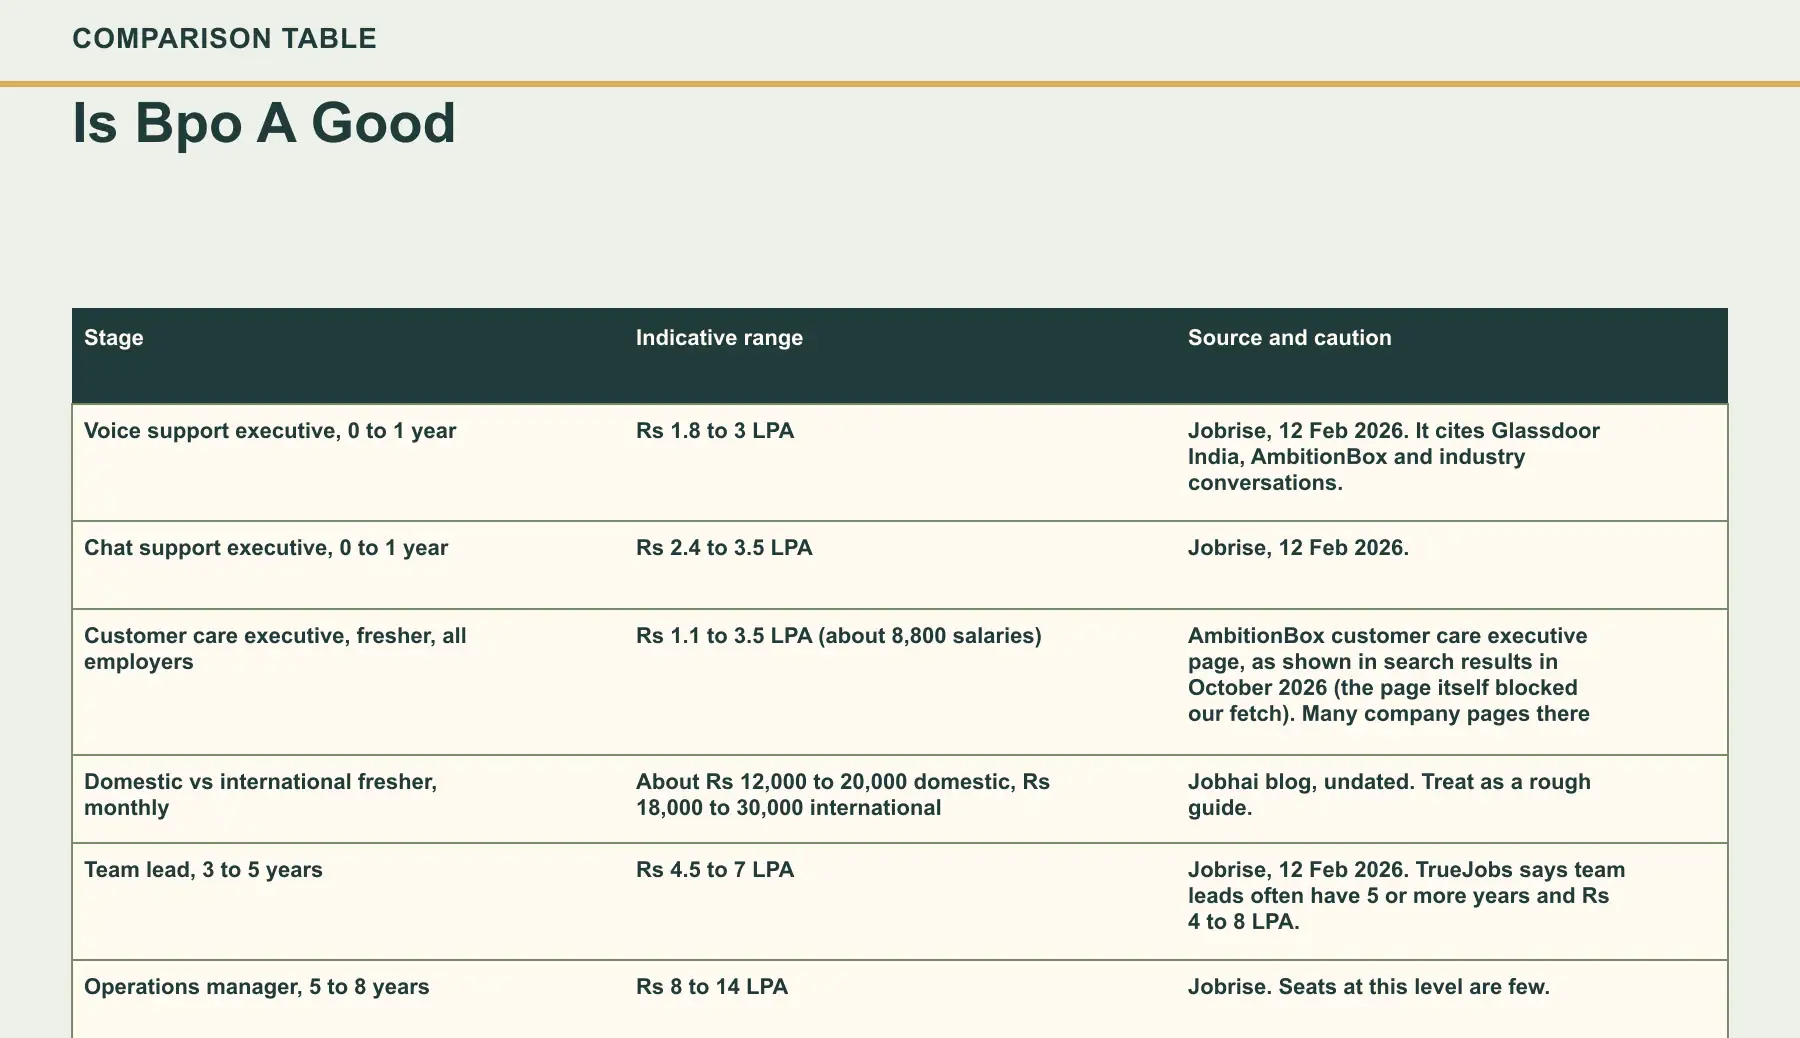 COMPARISON TABLE
Is Bpo A Good
Stage
Indicative range
Source and caution
Voice support executive, 0 to 1 year
Rs 1.8 to 3 LPA
Jobrise, 12 Feb 2026. It cites Glassdoor
India, AmbitionBox and industry
conversations.
Chat support executive, 0 to 1 year
Rs 2.4 to 3.5 LPA
Jobrise, 12 Feb 2026.
Customer care executive, fresher, all
employers
Rs 1.1 to 3.5 LPA (about 8,800 salaries)
AmbitionBox customer care executive
page, as shown in search results in
October 2026 (the page itself blocked
our fetch). Many company pages there
Domestic vs international fresher,
monthly
About Rs 12,000 to 20,000 domestic, Rs
18,000 to 30,000 international
Jobhai blog, undated. Treat as a rough
guide.
Team lead, 3 to 5 years
Rs 4.5 to 7 LPA
Jobrise, 12 Feb 2026. TrueJobs says team
leads often have 5 or more years and Rs
4 to 8 LPA.
Operations manager, 5 to 8 years
Rs 8 to 14 LPA
Jobrise. Seats at this level are few.